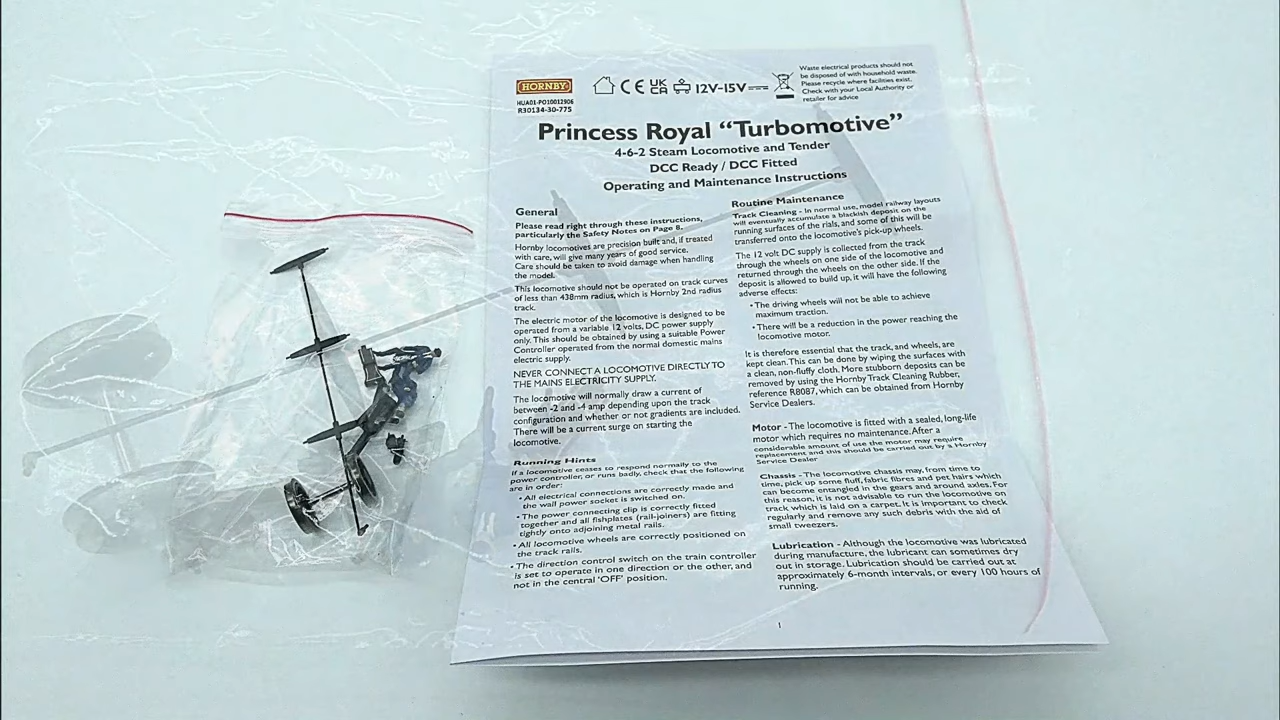 HORNBY
HUA01-PO10012906
R30134-30-775
CE UK CA 12V-15V
Waste electrical products should not
be disposed of with household waste.
Please recycle where facilities exist.
Check with your Local Authority or
retailer for advice
Princess Royal “Turbomotive”
4-6-2 Steam Locomotive and Tender
DCC Ready / DCC Fitted
Operating and Maintenance Instructions
General
Please read right through these instructions,
particularly the Safety Notes on Page 8.
Hornby locomotives are precision built and, if treated
with care, will give many years of good service.
Care should be taken to avoid damage when handling
the model.
This locomotive should not be operated on track curves
of less than 438mm radius, which is Hornby 2nd radius
track.
The electric motor of the locomotive is designed to be
operated from a variable 12 volts, DC power supply
only. This should be obtained by using a suitable Power
Controller operated from the normal domestic mains
electric supply.
NEVER CONNECT A LOCOMOTIVE DIRECTLY TO
THE MAINS ELECTRICITY SUPPLY.
The locomotive will normally draw a current of
between -2 and -4 amp depending upon the track
configuration and whether or not gradients are included.
There will be a current surge on starting the
locomotive.
Running Hints
If a locomotive ceases to respond normally to the
power controller, or runs badly, check that the following
are in order:
• All electrical connections are correctly made and
the wall power socket is switched on.
• The power connecting clip is correctly fitted
together and all fishplates (rail-joiners) are fitting
tightly onto adjoining metal rails.
• All locomotive wheels are correctly positioned on
the track rails.
• The direction control switch on the train controller
is set to operate in one direction or the other, and
not in the central ‘OFF’ position.
Routine Maintenance
Track Cleaning - In normal use, model railway layouts
will eventually accumulate a blackish deposit on the
running surfaces of the rials, and some of this will be
transferred onto the locomotive’s pick-up wheels.
The 12 volt DC supply is collected from the track
through the wheels on one side of the locomotive and
returned through the wheels on the other side. If the
deposit is allowed to build up, it will have the following
adverse effects:
• The driving wheels will not be able to achieve
maximum traction.
• There will be a reduction in the power reaching the
locomotive motor.
It is therefore essential that the track, and wheels, are
kept clean. This can be done by wiping the surfaces with
a clean, non-fluffy cloth. More stubborn deposits can be
removed by using the Hornby Track Cleaning Rubber,
reference R8087, which can be obtained from Hornby
Service Dealers.
Motor - The locomotive is fitted with a sealed, long-life
motor which requires no maintenance. After a
considerable amount of use the motor may require
replacement and this should be carried out by a Hornby
Service Dealer
Chassis - The locomotive chassis may, from time to
time, pick up some fluff, fabric fibres and pet hairs which
can become entangled in the gears and around axles. For
this reason, it is not advisable to run the locomotive on
track which is laid on a carpet. It is important to check
regularly and remove any such debris with the aid of
small tweezers.
Lubrication - Although the locomotive was lubricated
during manufacture, the lubricant can sometimes dry
out in storage. Lubrication should be carried out at
approximately 6-month intervals, or every 100 hours of
running.
1